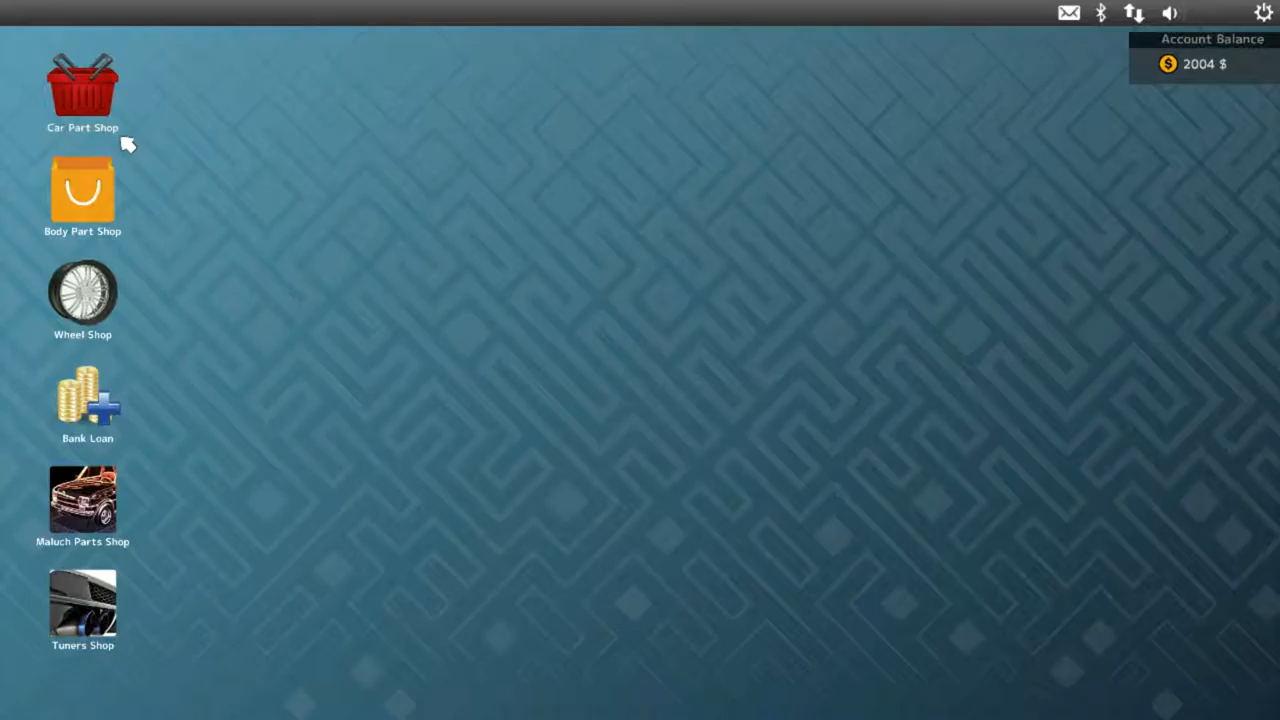 Account Balance
2004 $
Car Part Shop
Body Part Shop
Wheel Shop
Bank Loan
Maluch Parts Shop
Tuners Shop